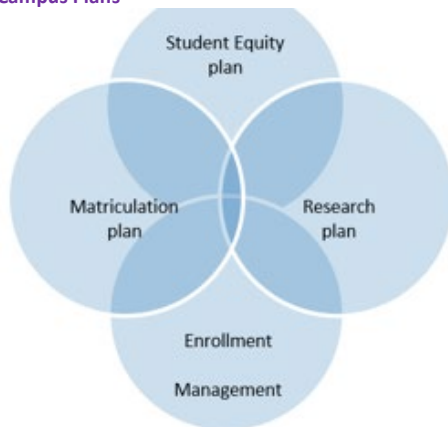 Campus Plans
Student Equity
plan
Matriculation
plan
Research
plan
Enrollment
Management